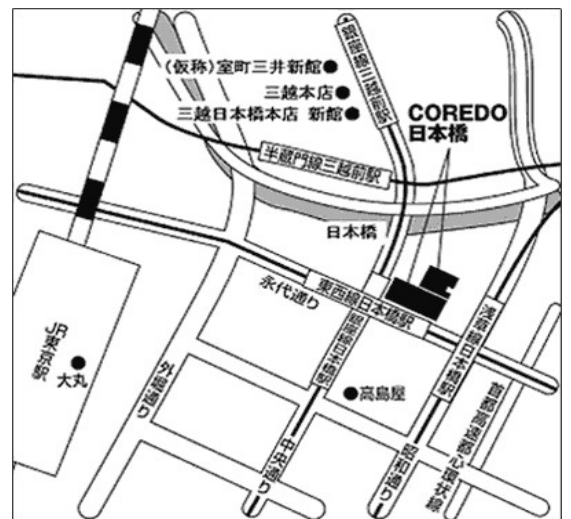 銀座線三越前駅
(仮称)室町三井新館
三越本店
三越日本橋本店 新館
COREDO
日本橋
半蔵門線三越前駅
日本橋
永代通り
東西線日本橋駅
浅草線日本橋駅
銀座線日本橋駅
JR東京駅
大丸
外堀通り
高島屋
首都高速都心環状線
中央通り
昭和通り